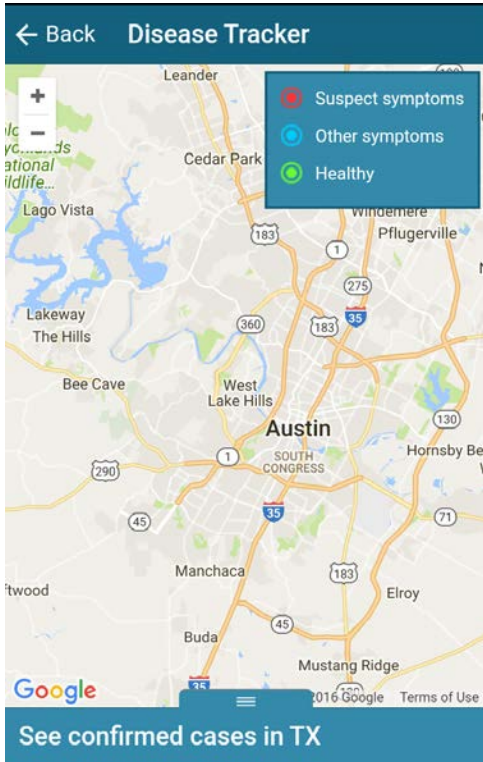 ← Back Disease Tracker
Leander
+
Suspect symptoms
−
Other symptoms
ational
Cedar Park
Healthy
ildlife...
Lago Vista
Windemere
183
Pflugerville
1
275
Lakeway
360
183
35
The Hills
Bee Cave
West
Lake Hills
130
Austin
1
SOUTH
CONGRESS
Hornsby Be
290
35
45
71
Manchaca
183
ftwood
Elroy
45
Buda
Mustang Ridge
35
Google
2016 Google Terms of Use
See confirmed cases in TX